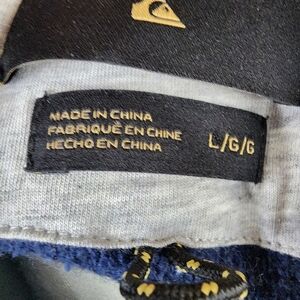 MADE IN CHINA
FABRIQUÉ EN CHINE
HECHO EN CHINA
L/G/G